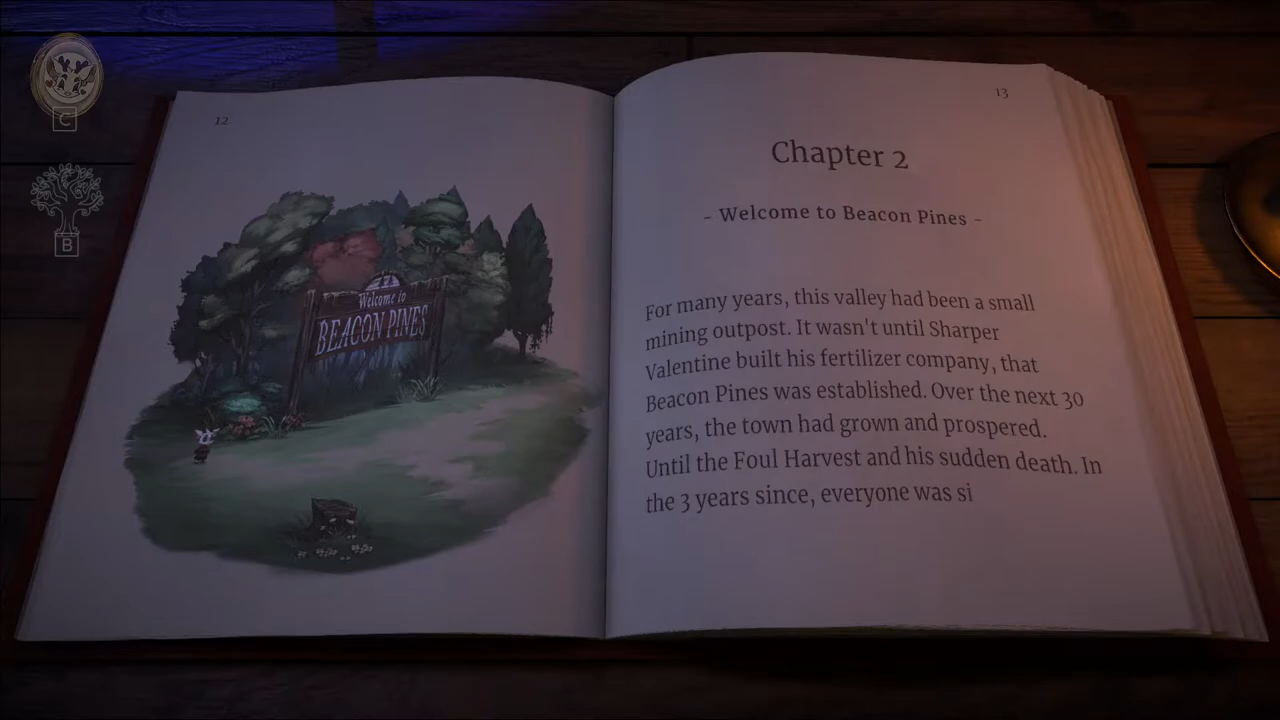 C
B
12
Welcome to
BEACON PINES
13
Chapter 2
- Welcome to Beacon Pines -
For many years, this valley had been a small
mining outpost. It wasn't until Sharper
Valentine built his fertilizer company, that
Beacon Pines was established. Over the next 30
years, the town had grown and prospered.
Until the Foul Harvest and his sudden death. In
the 3 years since, everyone was si